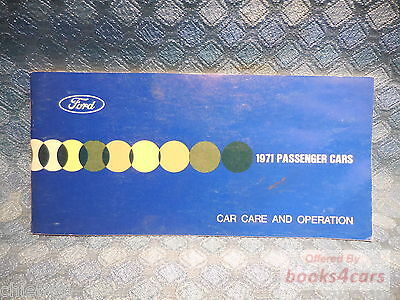 Ford
1971 PASSENGER CARS
CAR CARE AND OPERATION
Offered By
books4cars